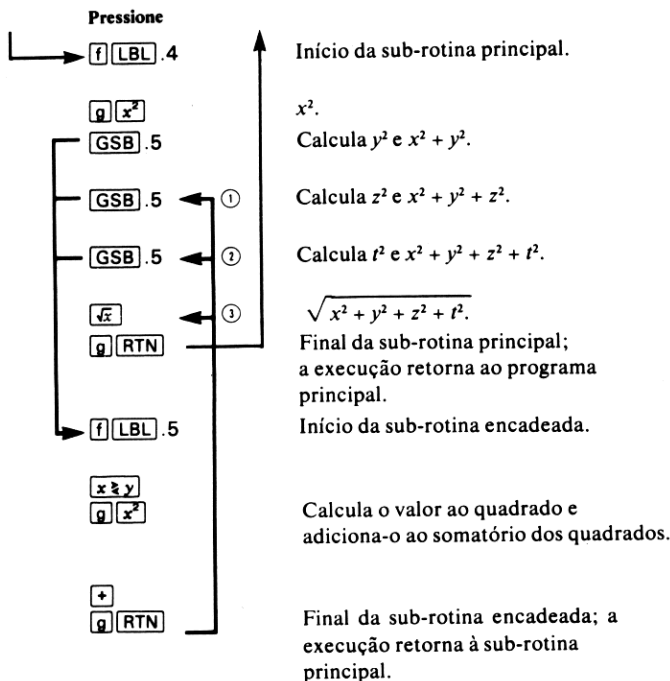 Pressione
f LBL .4 Início da sub-rotina principal.
g x² x².
GSB .5 Calcula y² e x² + y².
GSB .5 ① Calcula z² e x² + y² + z².
GSB .5 ② Calcula t² e x² + y² + z² + t².
√x ③ √x² + y² + z² + t².
g RTN Final da sub-rotina principal;
a execução retorna ao programa
principal.
f LBL .5 Início da sub-rotina encadeada.
x≷y
g x² Calcula o valor ao quadrado e
adiciona-o ao somatório dos quadrados.
+
g RTN Final da sub-rotina encadeada; a
execução retorna à sub-rotina
principal.